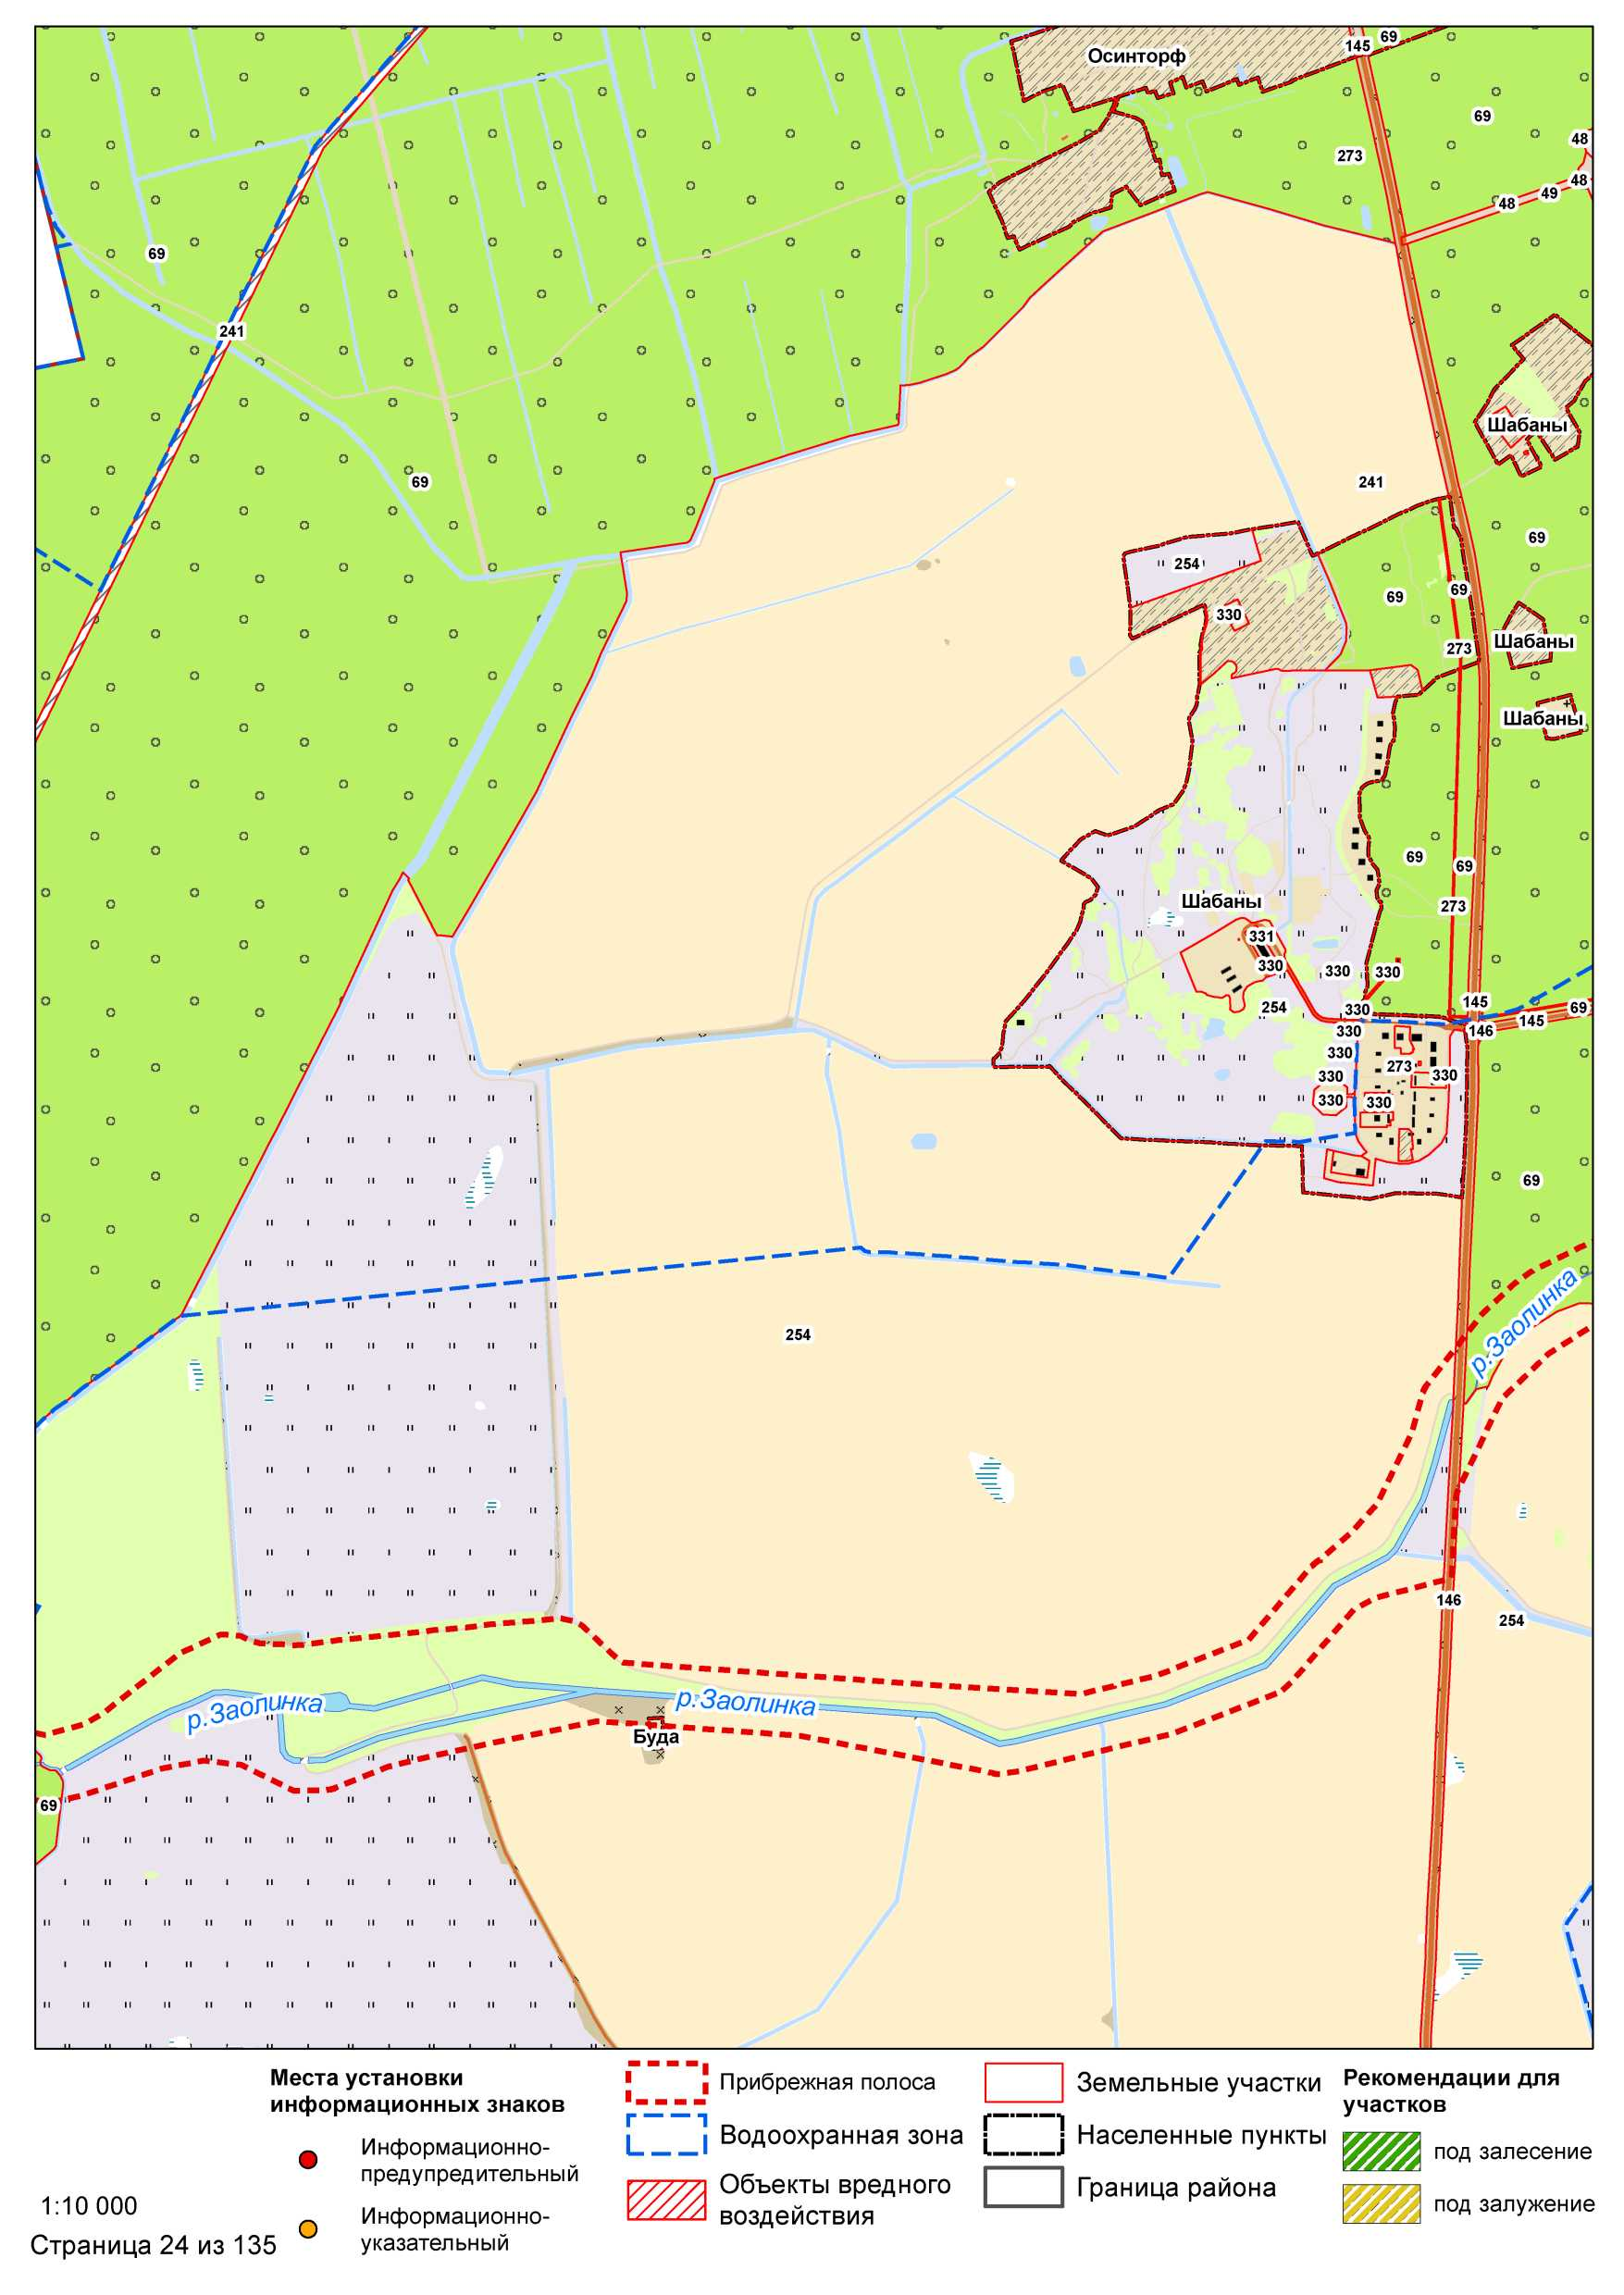 Осинторф
145
69
69
48
273
48
49
48
69
241
Шабаны
69
241
69
254
69
69
330
Шабаны
273
Шабаны
69
69
Шабаны
273
331
330
330
330
254
330
145
69
330
145
146
330
273
330
330
330
330
69
р.Заолинка
254
146
254
р.Заолинка
р.Заолинка
Буда
69
Места установки
информационных знаков
Информационно-
предупредительный
Информационно-
указательный
Прибрежная полоса
Водоохранная зона
Объекты вредного
воздействия
Земельные участки
Населенные пункты
Граница района
Рекомендации для
участков
под залесение
под залужение
1:10 000
Страница 24 из 135